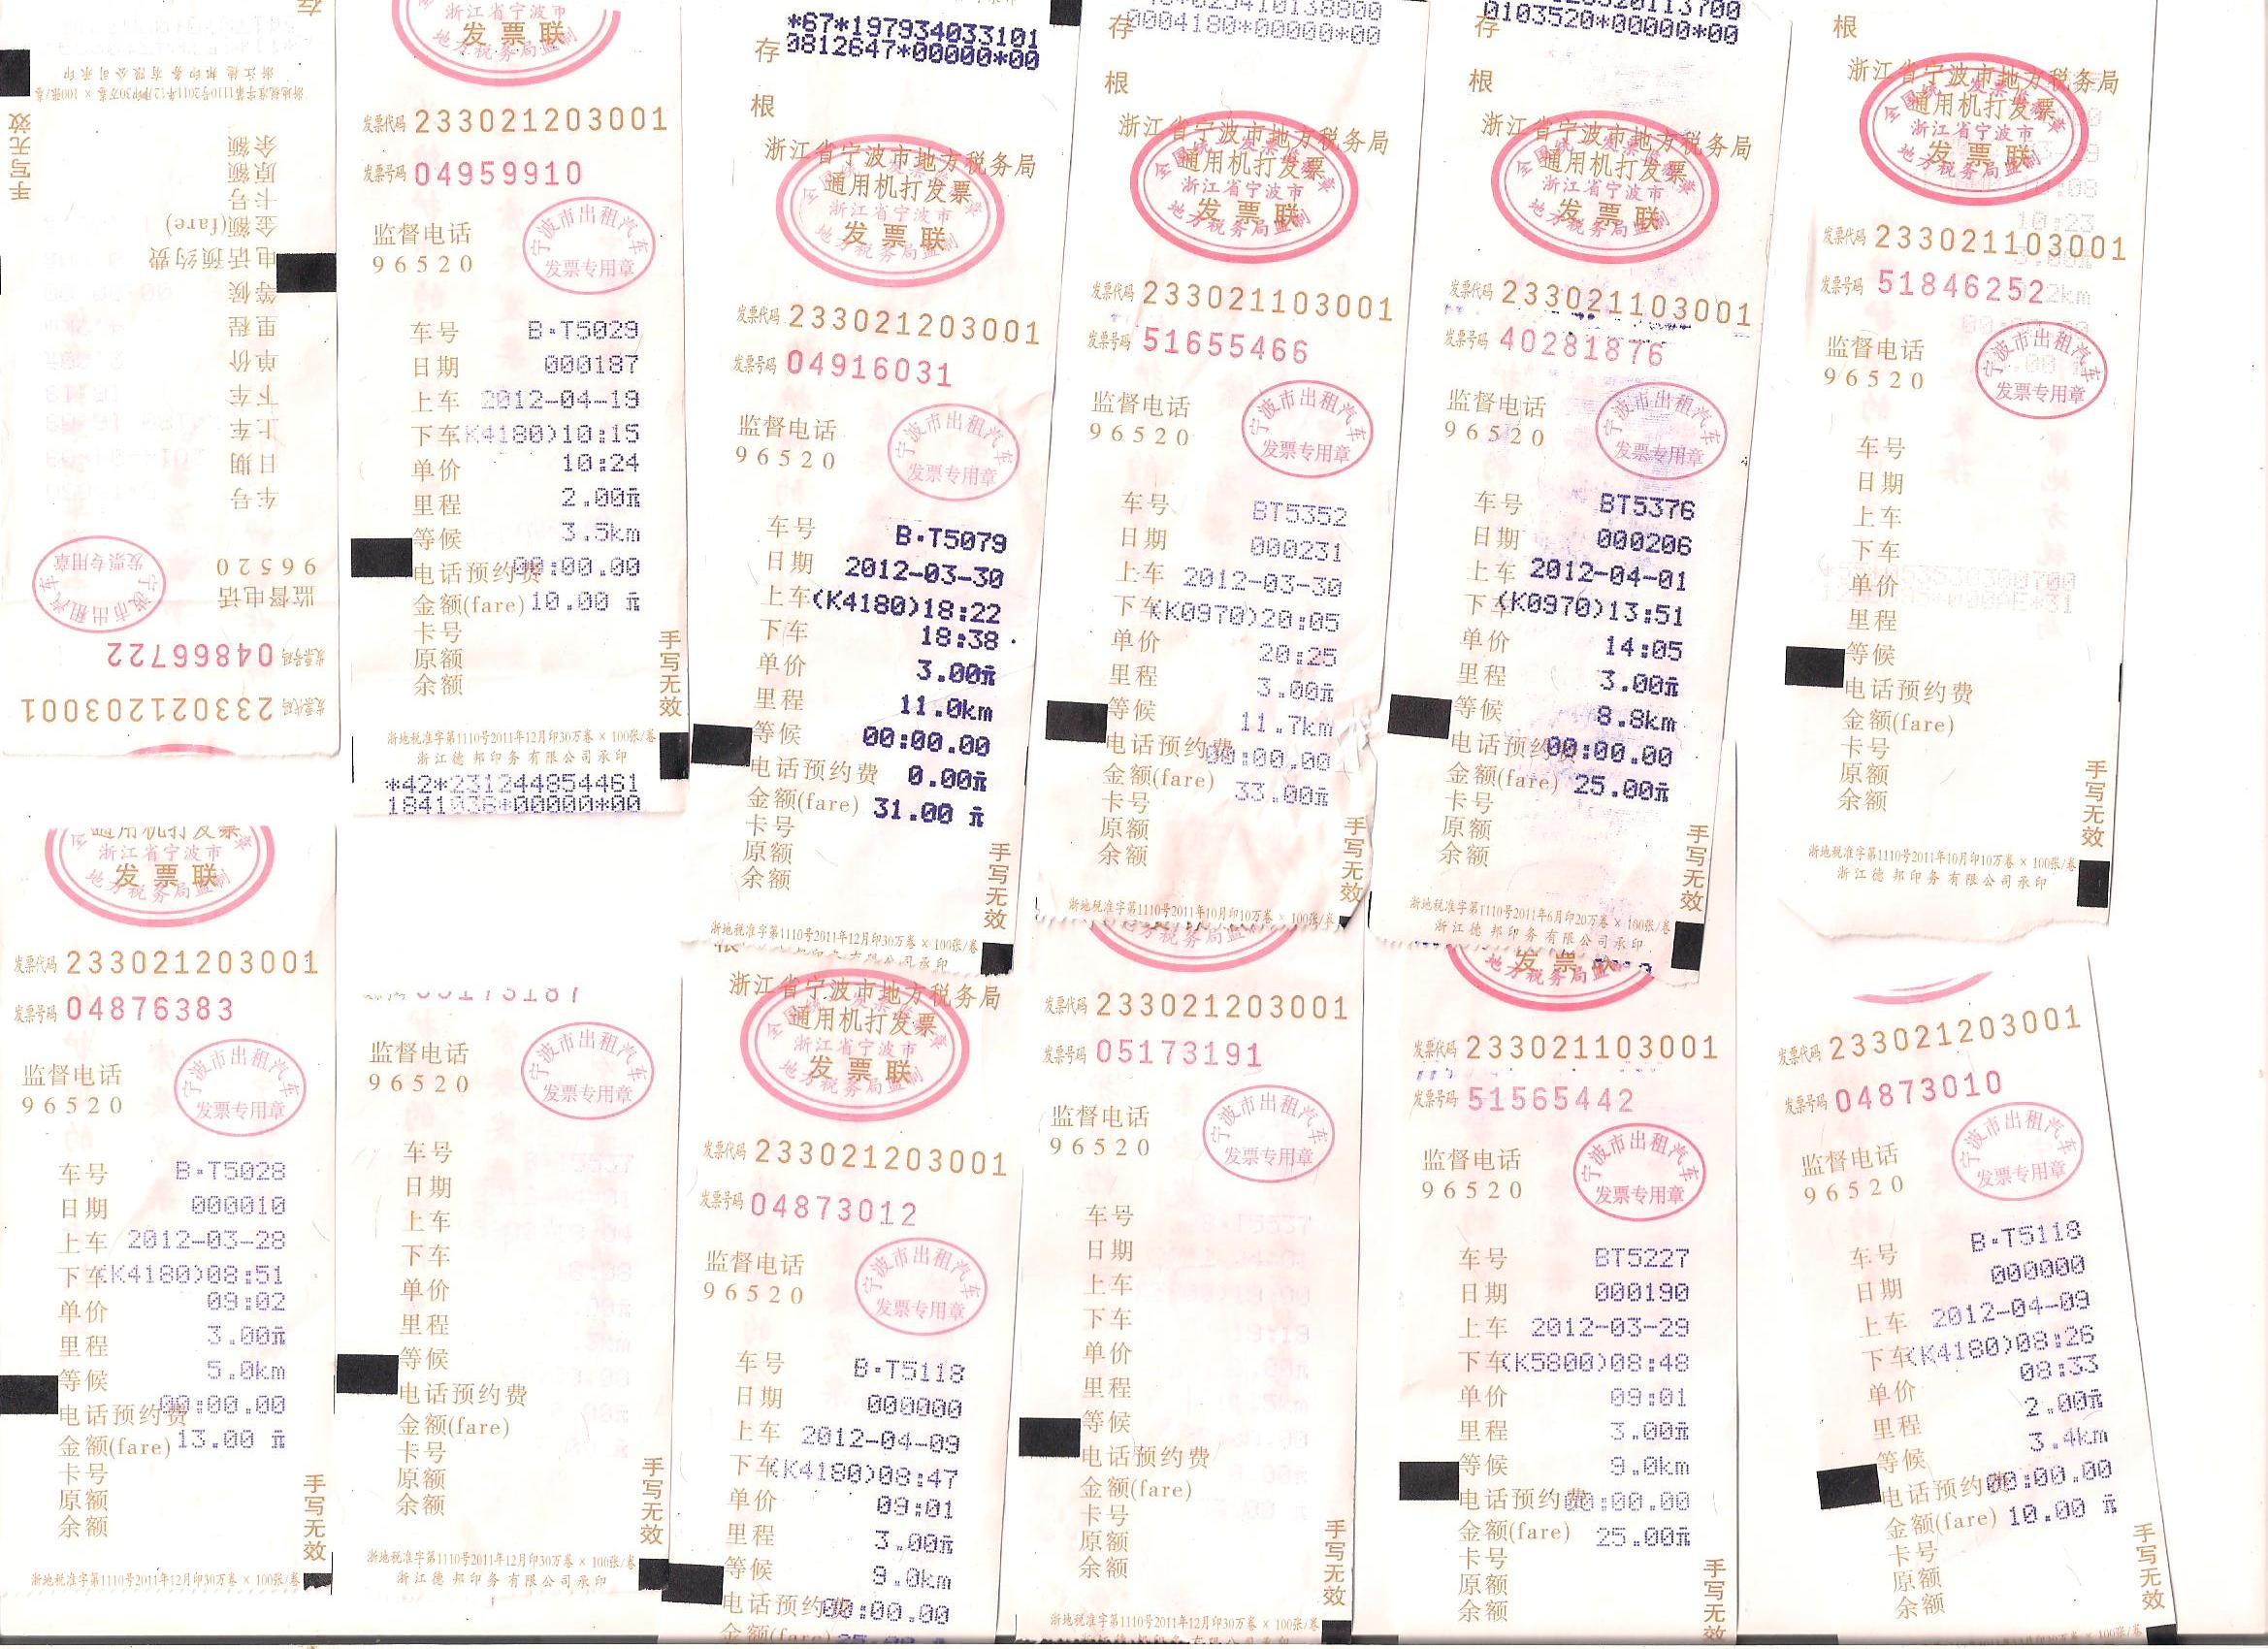 存
手写无效
余额
原额
卡号
金额(fare)
电话预约费
等候
里程
单价
下车
上车
日期
车号
96520
监督电话
宁波市出租汽车
发票专用章
发票号码 04866722
发票代码 233021203001
浙江省宁波市
发票联
地方税务局监制
发票代码 233021203001
发票号码 04959910
监督电话
96520
宁波市出租汽车
发票专用章
车号 B·T5029
日期 000187
上车 2012-04-19
下车 (K4180)10:15
单价 10:24
里程 2.00元
等候 3.5km
电话预约费 00:00.00
金额(fare) 10.00 元
卡号
原额
余额
手写无效
浙地税准字第1110号2011年12月印30万卷×100张/卷
浙江德邦印务有限公司承印
*42*231244854461
1841036*00000*00
*67*197934033101
0812647*00000*00
存
根
浙江省宁波市地方税务局
通用机打发票
浙江省宁波市
发票联
地方税务局监制
发票代码 233021203001
发票号码 04916031
监督电话
96520
宁波市出租汽车
发票专用章
车号 B·T5079
日期 2012-03-30
上车 (K4180)18:22
下车 18:38
单价 3.00元
里程 11.0km
等候 00:00.00
电话预约费 0.00元
金额(fare) 31.00 元
卡号
原额
余额
手写无效
浙地税准字第1110号2011年12月印30万卷×100张/卷
存 0004180*00000*00
根
浙江省宁波市地方税务局
通用机打发票
浙江省宁波市
发票联
地方税务局监制
发票代码 233021103001
发票号码 51655466
监督电话
96520
宁波市出租汽车
发票专用章
车号 BT5352
日期 000231
上车 2012-03-30
下车 (K0970)20:05
单价 20:25
里程 3.00元
等候 11.7km
电话预约费 00:00.00
金额(fare) 33.00元
卡号
原额
余额
手写无效
浙地税准字第1110号2011年10月印10万卷×100张/卷
存 0103520*00000*00
根
浙江省宁波市地方税务局
通用机打发票
浙江省宁波市
发票联
地方税务局监制
发票代码 233021103001
发票号码 40281876
监督电话
96520
宁波市出租汽车
发票专用章
车号 BT5376
日期 000206
上车 2012-04-01
下车 (K0970)13:51
单价 14:05
里程 3.00元
等候 8.8km
电话预约费 00:00.00
金额(fare) 25.00元
卡号
原额
余额
手写无效
浙地税准字第1110号2011年6月印20万卷×100张/卷
浙江德邦印务有限公司承印
根
浙江省宁波市地方税务局
通用机打发票
浙江省宁波市
发票联
地方税务局监制
发票代码 233021103001
发票号码 51846252
监督电话
96520
宁波市出租汽车
发票专用章
车号
日期
上车
下车
单价
里程
等候
电话预约费
金额(fare)
卡号
原额
余额
手写无效
浙地税准字第1110号2011年10月印10万卷×100张/卷
浙江德邦印务有限公司承印
通用机打发票
浙江省宁波市
发票联
地方税务局监制
发票代码 233021203001
发票号码 04876383
监督电话
96520
宁波市出租汽车
发票专用章
车号 B·T5028
日期 000010
上车 2012-03-28
下车 (K4180)08:51
单价 09:02
里程 3.00元
等候 5.0km
电话预约费 00:00.00
金额(fare) 13.00 元
卡号
原额
余额
手写无效
浙地税准字第1110号2011年12月印30万卷×100张/卷
监督电话
96520
宁波市出租汽车
发票专用章
车号
日期
上车
下车
单价
里程
等候
电话预约费
金额(fare)
卡号
原额
余额
手写无效
浙地税准字第1110号2011年12月印30万卷×100张/卷
浙江德邦印务有限公司承印
根
浙江省宁波市地方税务局
通用机打发票
浙江省宁波市
发票联
地方税务局监制
发票代码 233021203001
发票号码 04873012
监督电话
96520
宁波市出租汽车
发票专用章
车号 B·T5118
日期 000000
上车 2012-04-09
下车 (K4180)08:47
单价 09:01
里程 3.00元
等候 9.0km
电话预约费 00:00.00
金额(fare)
地方税务局监制
发票代码 233021203001
发票号码 05173191
监督电话
96520
宁波市出租汽车
发票专用章
车号
日期
上车
下车
单价
里程
等候
电话预约费
金额(fare)
卡号
原额
余额
手写无效
浙地税准字第1110号2011年12月印30万卷×100张/卷
发票联
地方税务局监制
发票代码 233021103001
发票号码 51565442
监督电话
96520
宁波市出租汽车
发票专用章
车号 BT5227
日期 000190
上车 2012-03-29
下车 (K5800)08:48
单价 09:01
里程 3.00元
等候 9.0km
电话预约费 00:00.00
金额(fare) 25.00元
卡号
原额
余额
手写无效
发票代码 233021203001
发票号码 04873010
监督电话
96520
宁波市出租汽车
发票专用章
车号 B·T5118
日期 000000
上车 2012-04-09
下车 (K4180)08:26
单价 08:33
里程 2.00元
等候 3.4km
电话预约费 00:00.00
金额(fare) 10.00 元
卡号
原额
余额
手写无效